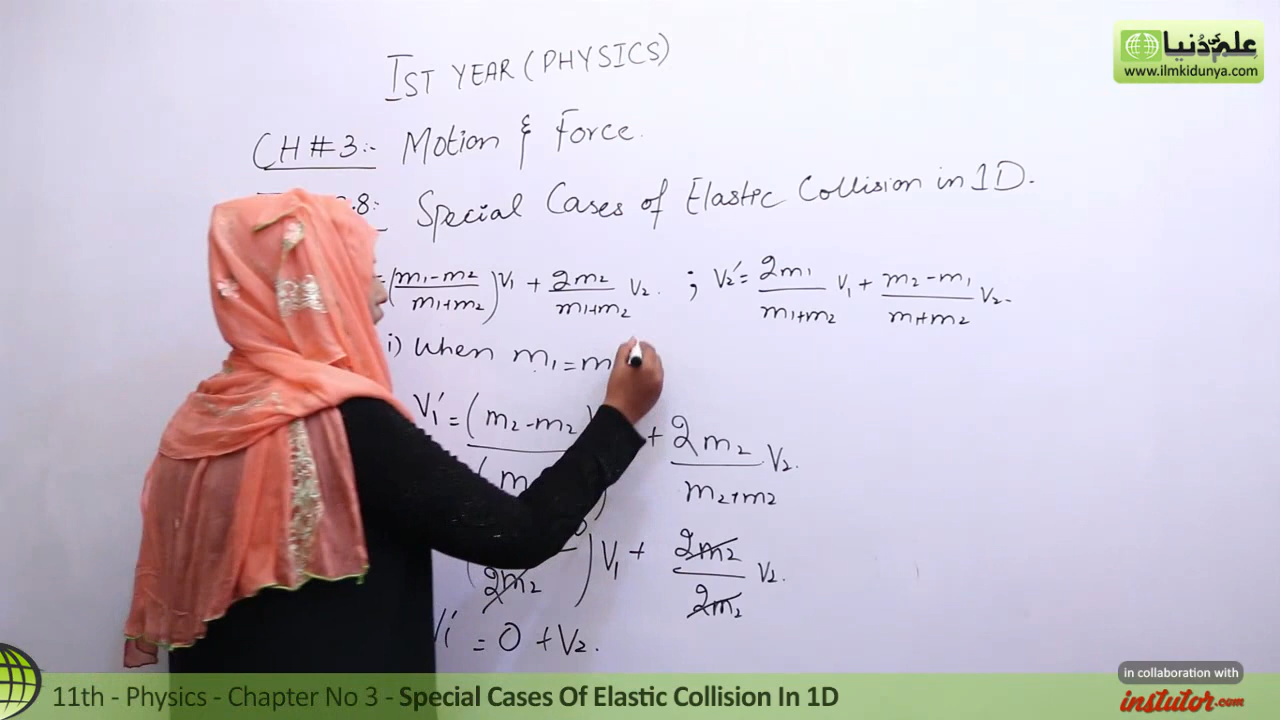 علم کی دنیا
www.ilmkidunya.com
IST YEAR (PHYSICS)
CH # 3:- Motion & Force.
.8: Special Cases of Elastic Collision in 1D.
= (m1-m2/m1+m2) V1 + 2m2/m1+m2 V2. ; V2' = 2m1/m1+m2 V1 + m2-m1/m+m2 V2.
i) When m1 = m
V1' = (m2-m2) + 2m2/m2+m2 V2.
2m2) V1 + 2m2/2m2 V2.
V1' = 0 + V2.
in collaboration with
instutor.com
11th - Physics - Chapter No 3 - Special Cases Of Elastic Collision In 1D